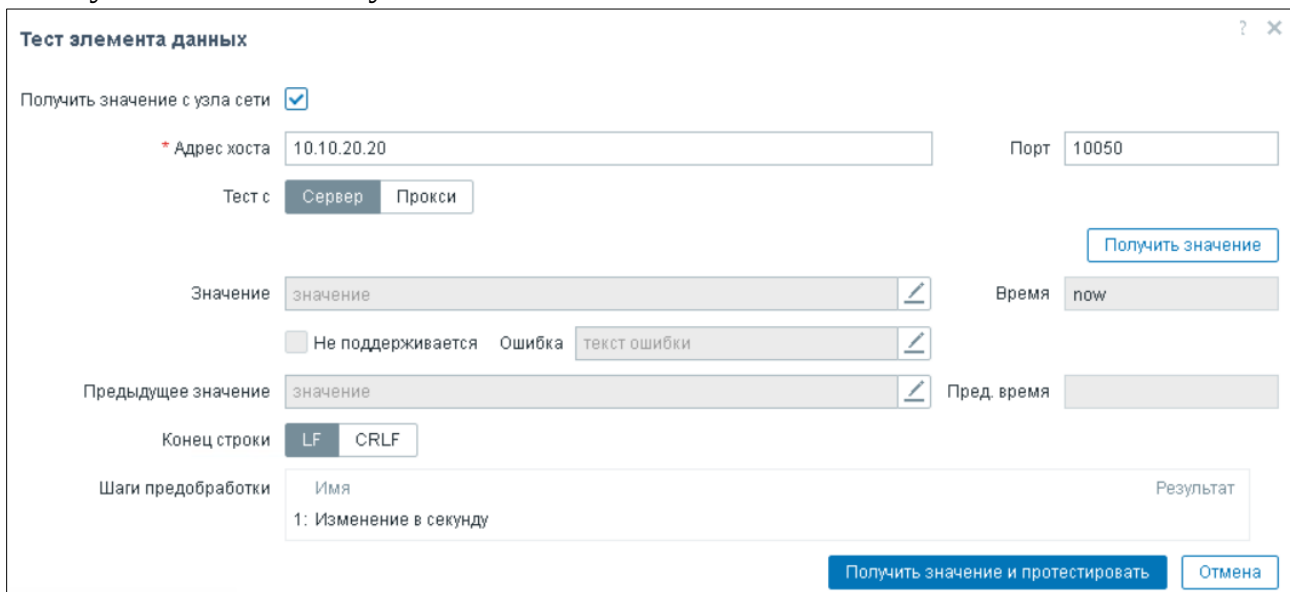 Тест элемента данных
?
Получить значение с узла сети
* Адрес хоста 10.10.20.20 Порт 10050
Тест с Сервер Прокси
Получить значение
Значение значение Время now
Не поддерживается Ошибка текст ошибки
Предыдущее значение значение Пред. время
Конец строки LF CRLF
Шаги предобработки Имя Результат
1: Изменение в секунду
Получить значение и протестировать Отмена